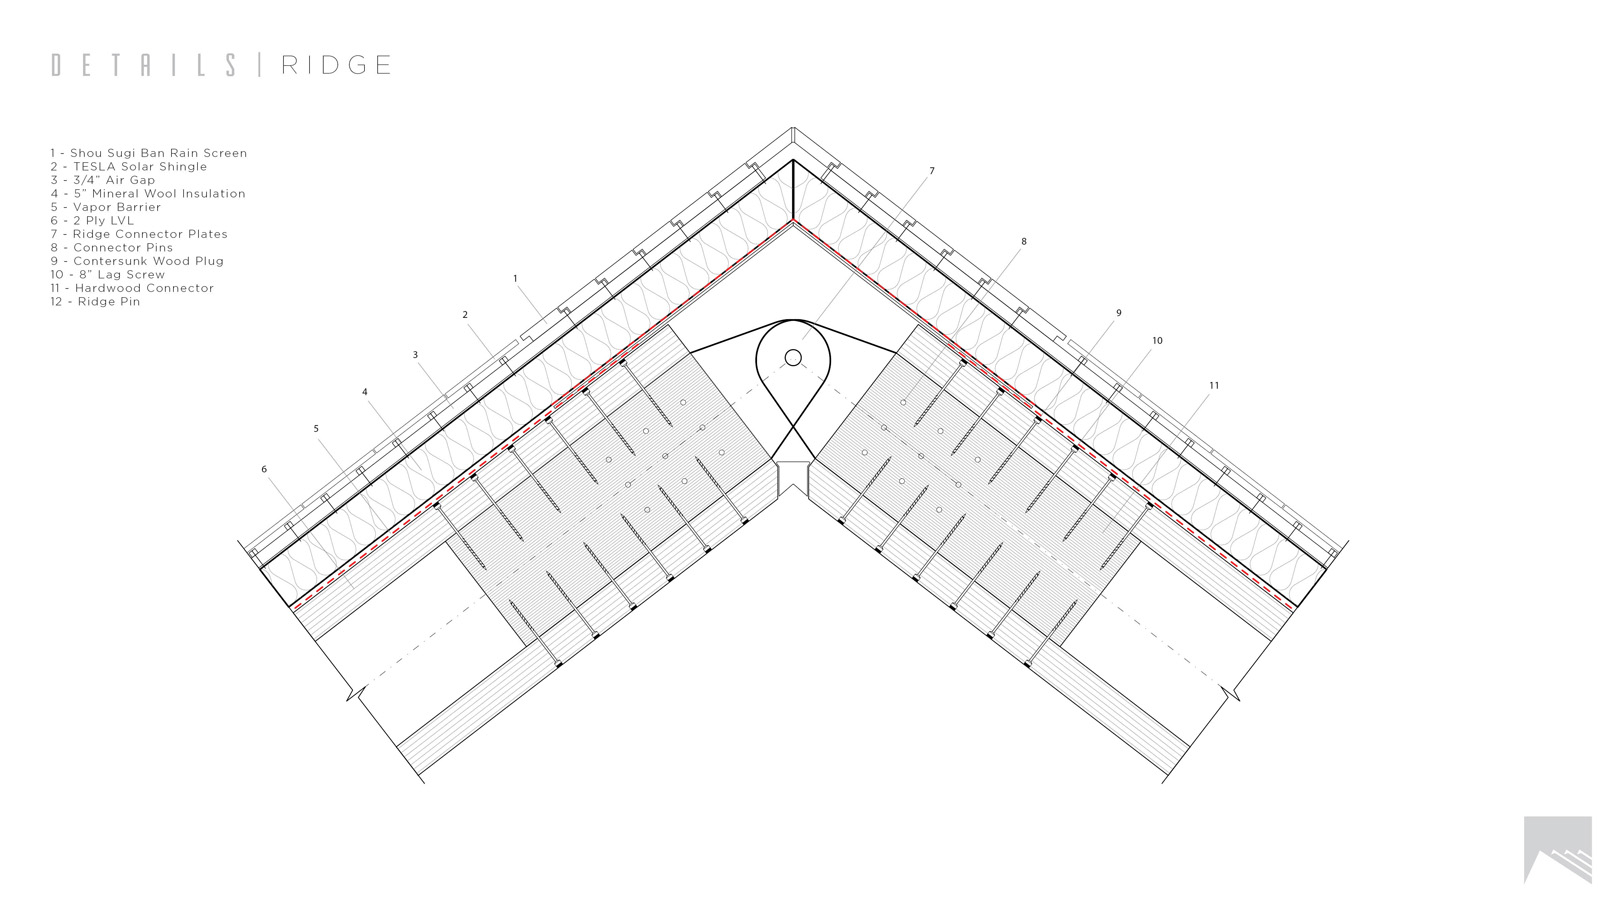 DETAILS | RIDGE
1 - Shou Sugi Ban Rain Screen
2 - TESLA Solar Shingle
3 - 3/4" Air Gap
4 - 5" Mineral Wool Insulation
5 - Vapor Barrier
6 - 2 Ply LVL
7 - Ridge Connector Plates
8 - Connector Pins
9 - Contersunk Wood Plug
10 - 8" Lag Screw
11 - Hardwood Connector
12 - Ridge Pin
7
8
1
9
2
10
3
11
4
5
6